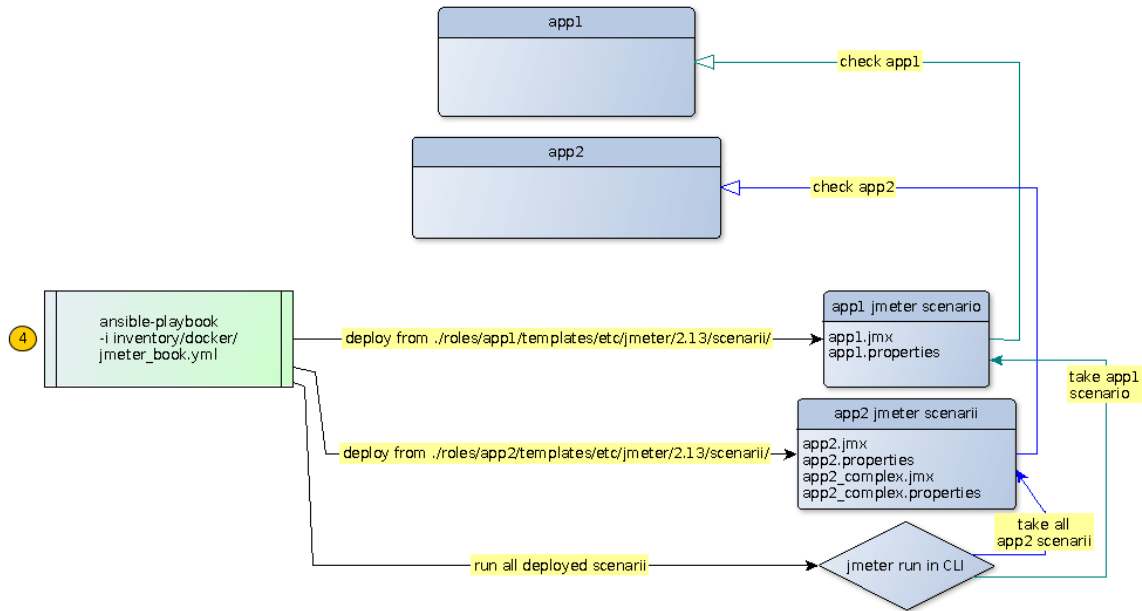 app1
check app1
app2
check app2
4
ansible-playbook
-i inventory/docker/
jmeter_book.yml
deploy from ./roles/app1/templates/etc/jmeter/2.13/scenarii/
app1 jmeter scenario
app1.jmx
app1.properties
take app1
scenario
deploy from ./roles/app2/templates/etc/jmeter/2.13/scenarii/
app2 jmeter scenarii
app2.jmx
app2.properties
app2_complex.jmx
app2_complex.properties
take all
app2 scenarii
run all deployed scenarii
jmeter run in CLI